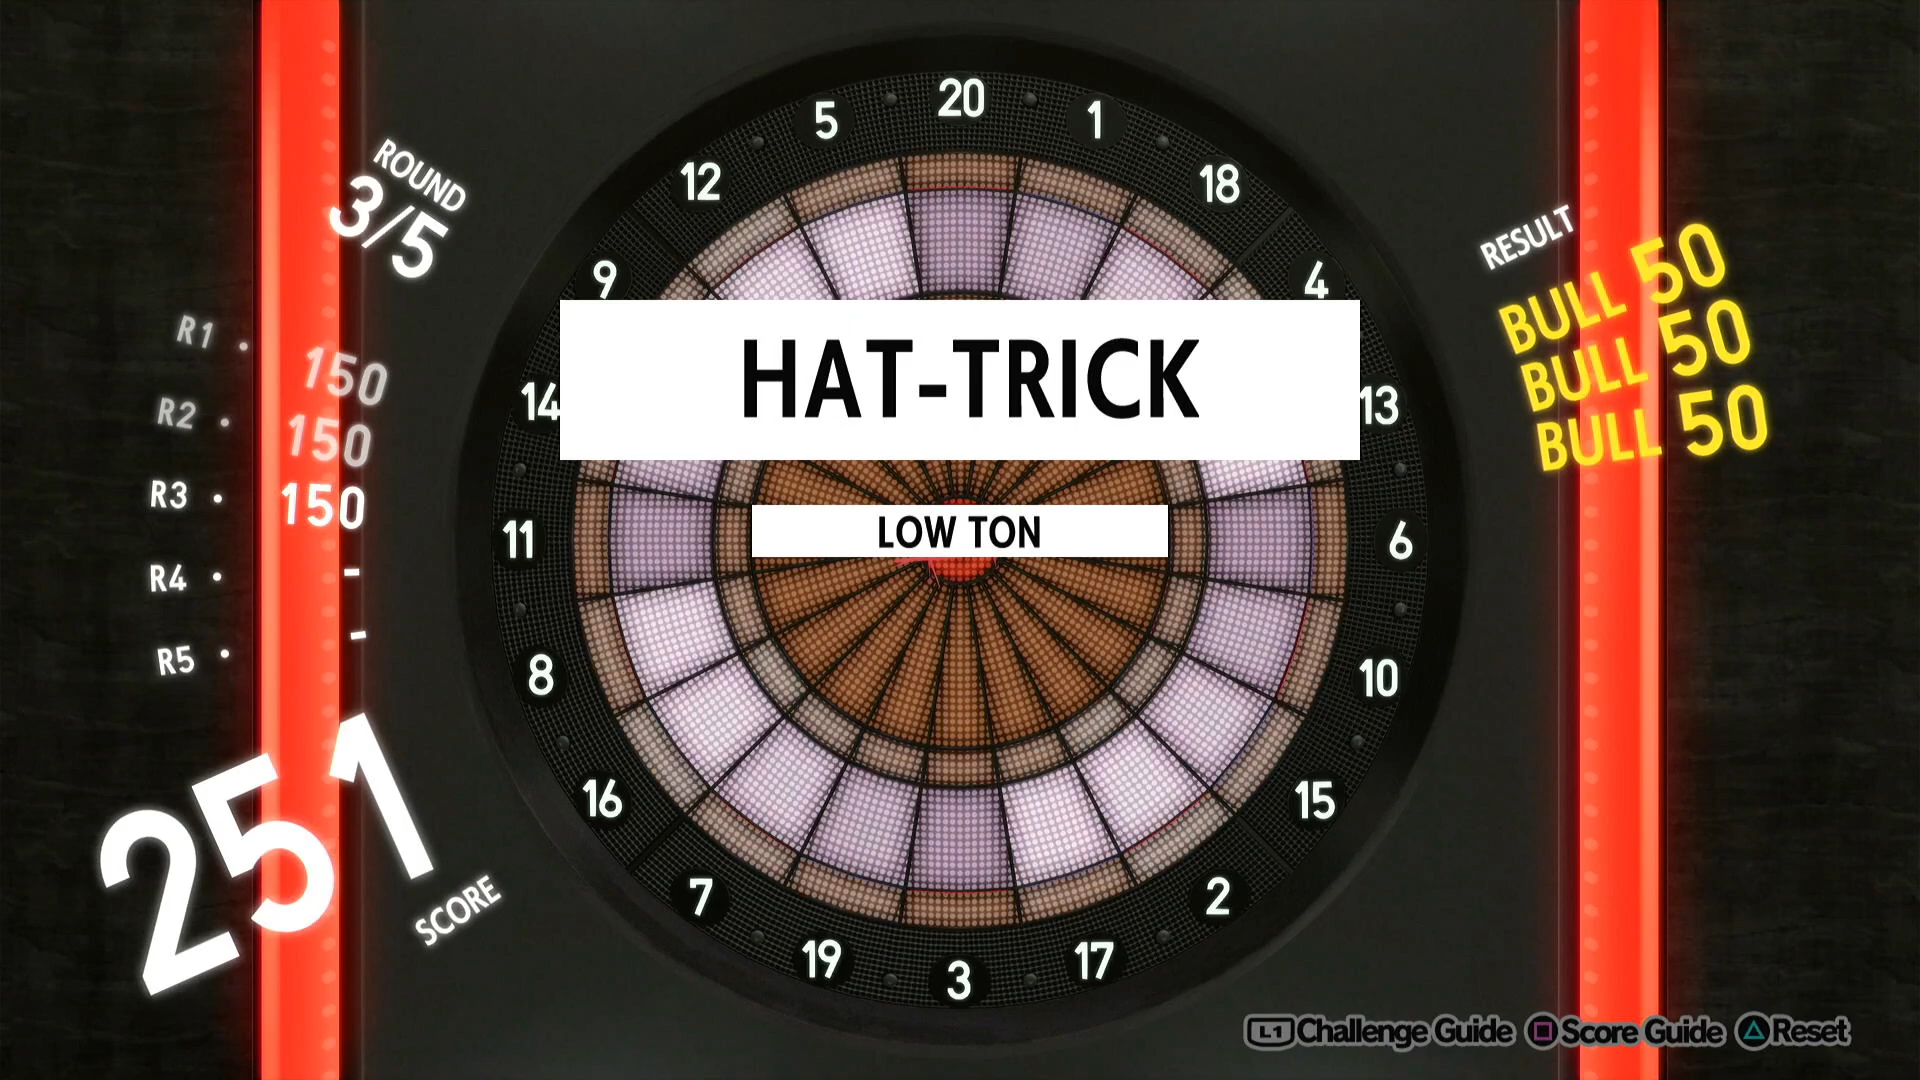 ROUND
3/5
R1 · 150
R2 · 150
R3 · 150
R4 · -
R5 · -
251
SCORE
20
1
18
4
13
6
10
15
2
17
3
19
7
16
8
11
14
9
12
5
HAT-TRICK
LOW TON
RESULT
BULL 50
BULL 50
BULL 50
L1 Challenge Guide Score Guide Reset